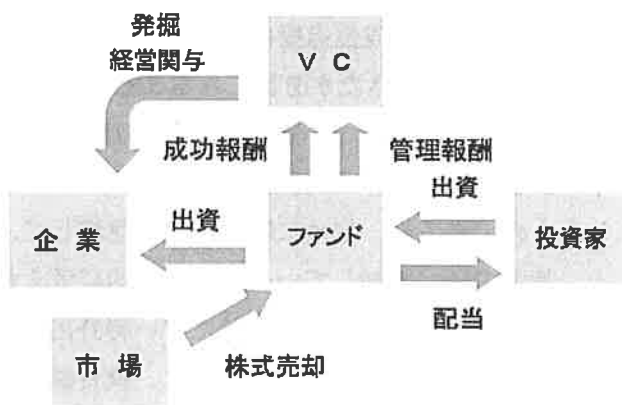 発掘
経営関与
V C
成功報酬
管理報酬
出資
企 業
出資
ファンド
投資家
配当
市 場
株式売却